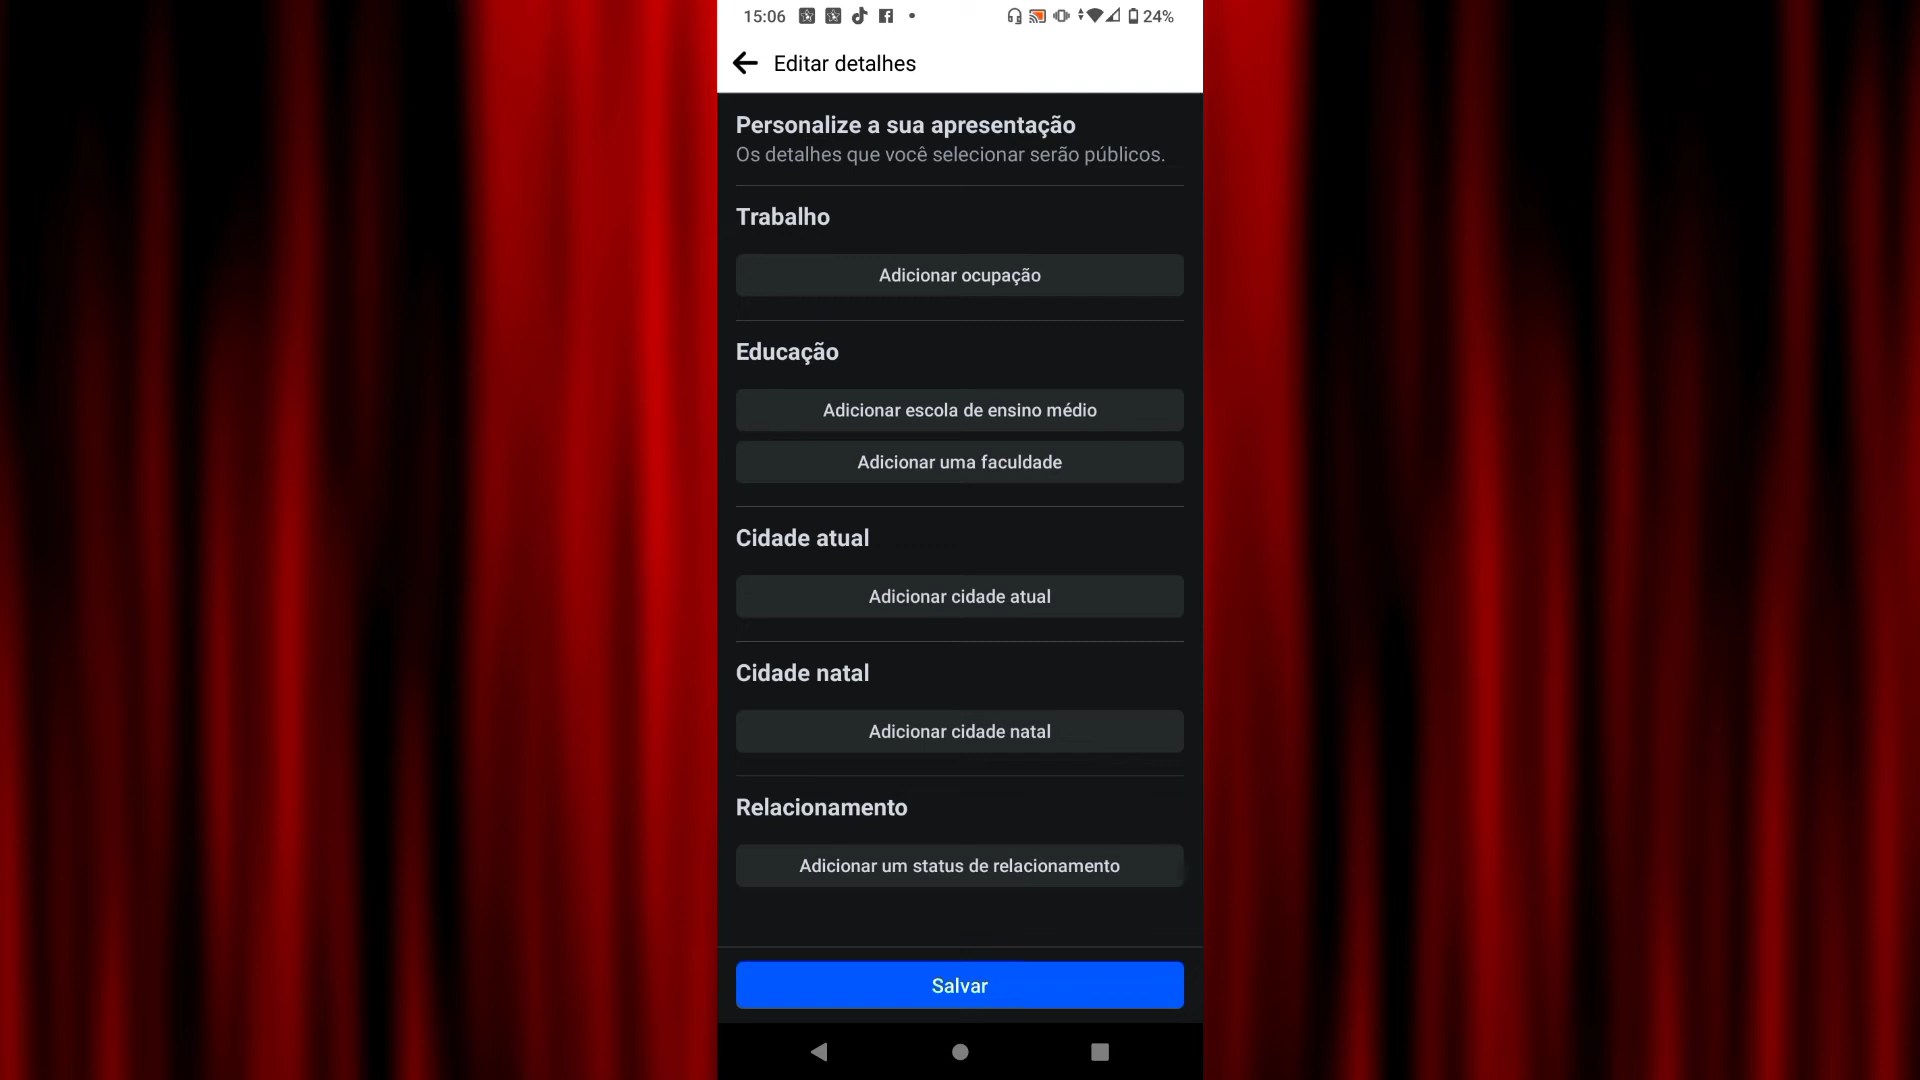 15:06 24%
Editar detalhes
Personalize a sua apresentação
Os detalhes que você selecionar serão públicos.
Trabalho
Adicionar ocupação
Educação
Adicionar escola de ensino médio
Adicionar uma faculdade
Cidade atual
Adicionar cidade atual
Cidade natal
Adicionar cidade natal
Relacionamento
Adicionar um status de relacionamento
Salvar